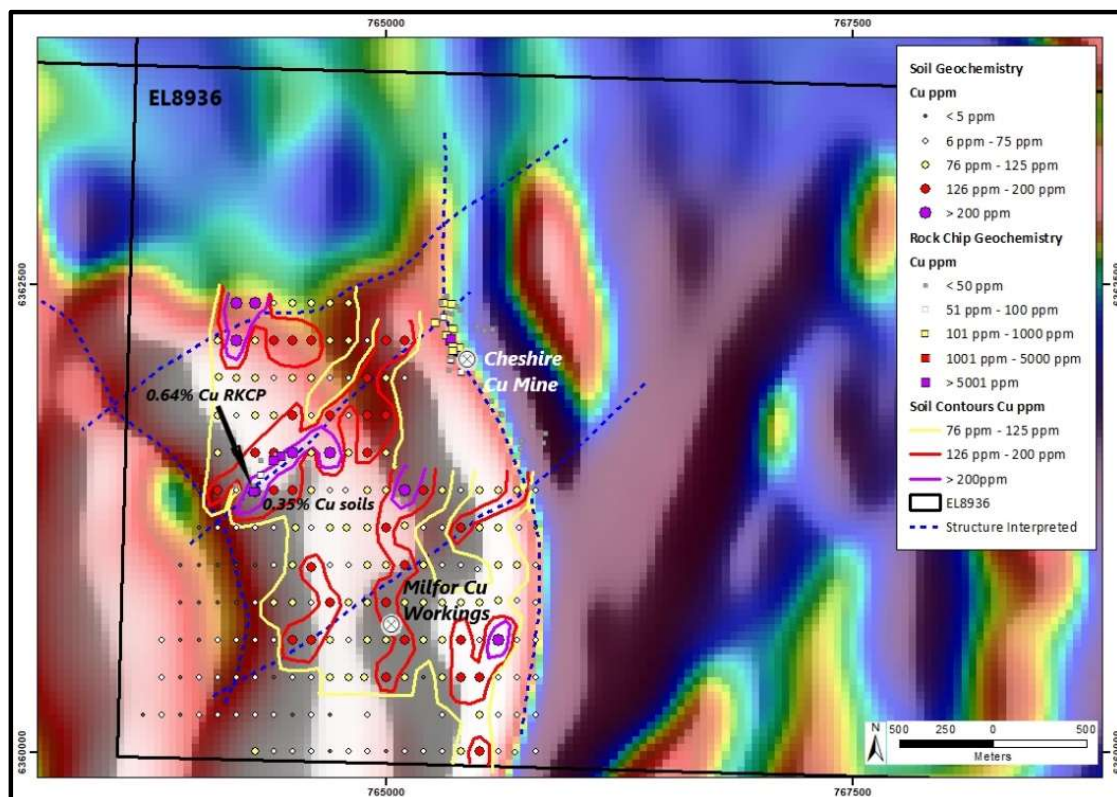 765000
767500
EL8936
6362500
Cheshire
Cu Mine
0.64% Cu RKCP
0.35% Cu soils
Milfor Cu
Workings
Soil Geochemistry
Cu ppm
< 5 ppm
6 ppm - 75 ppm
76 ppm - 125 ppm
126 ppm - 200 ppm
> 200 ppm
Rock Chip Geochemistry
Cu ppm
< 50 ppm
51 ppm - 100 ppm
101 ppm - 1000 ppm
1001 ppm - 5000 ppm
> 5001 ppm
Soil Contours Cu ppm
76 ppm - 125 ppm
126 ppm - 200 ppm
> 200ppm
EL8936
Structure Interpreted
6362500
N
500 250 0 500
Meters
6360000
6360000
765000
767500